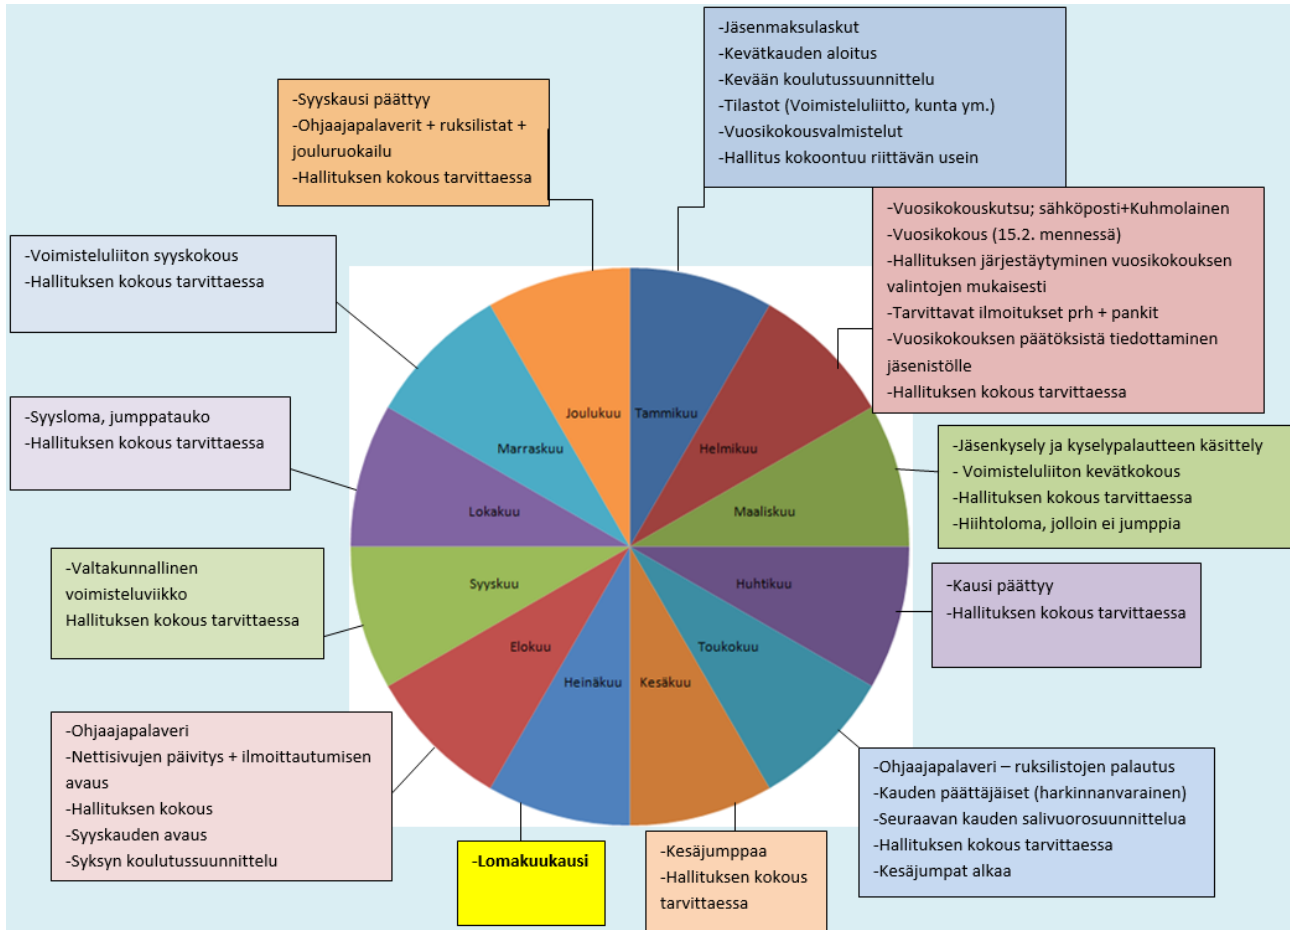 -Jäsenmaksulaskut
-Kevätkauden aloitus
-Kevään koulutussuunnittelu
-Tilastot (Voimisteluliitto, kunta ym.)
-Vuosikokousvalmistelut
-Hallitus kokoontuu riittävän usein
-Syyskausi päättyy
-Ohjaajapalaverit + ruksilistat +
jouluruokailu
-Hallituksen kokous tarvittaessa
-Vuosikokouskutsu; sähköposti+Kuhmolainen
-Vuosikokous (15.2. mennessä)
-Hallituksen järjestäytyminen vuosikokouksen
valintojen mukaisesti
-Tarvittavat ilmoitukset prh + pankit
-Vuosikokouksen päätöksistä tiedottaminen
jäsenistölle
-Hallituksen kokous tarvittaessa
-Voimisteluliiton syyskokous
-Hallituksen kokous tarvittaessa
-Syysloma, jumppatauko
-Hallituksen kokous tarvittaessa
Joulukuu
Tammikuu
Marraskuu
Helmikuu
Lokakuu
Maaliskuu
Syyskuu
Huhtikuu
Elokuu
Toukokuu
Heinäkuu
Kesäkuu
-Jäsenkysely ja kyselypalautteen käsittely
- Voimisteluliiton kevätkokous
-Hallituksen kokous tarvittaessa
-Hiihtoloma, jolloin ei jumppia
-Valtakunnallinen
voimisteluviikko
Hallituksen kokous tarvittaessa
-Kausi päättyy
-Hallituksen kokous tarvittaessa
-Ohjaajapalaveri
-Nettisivujen päivitys + ilmoittautumisen
avaus
-Hallituksen kokous
-Syyskauden avaus
-Syksyn koulutussuunnittelu
-Lomakuukausi
-Kesäjumppaa
-Hallituksen kokous
tarvittaessa
-Ohjaajapalaveri – ruksilistojen palautus
-Kauden päättäjäiset (harkinnanvarainen)
-Seuraavan kauden salivuorosuunnittelua
-Hallituksen kokous tarvittaessa
-Kesäjumpat alkaa